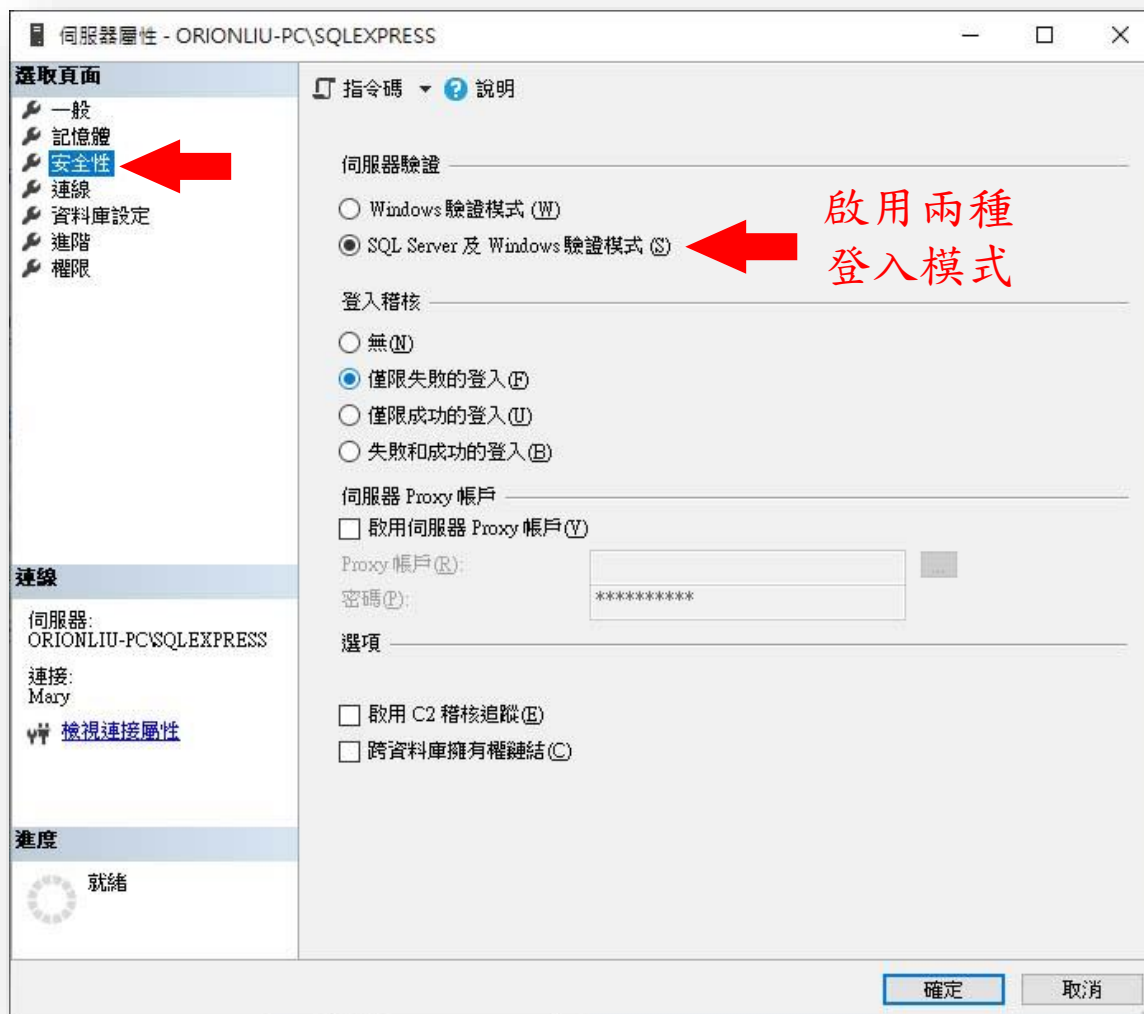 伺服器屬性 - ORIONLIU-PC\SQLEXPRESS
選取頁面
一般
記憶體
安全性
連線
資料庫設定
進階
權限
指令碼
說明
伺服器驗證
Windows 驗證模式 (W)
SQL Server 及 Windows 驗證模式 (S)
啟用兩種
登入模式
登入稽核
無(N)
僅限失敗的登入(F)
僅限成功的登入(U)
失敗和成功的登入(B)
伺服器 Proxy 帳戶
啟用伺服器 Proxy 帳戶(V)
Proxy 帳戶(R):
...
密碼(P):
**********
選項
啟用 C2 稽核追蹤(E)
跨資料庫擁有權鏈結(C)
連線
伺服器:
ORIONLIU-PC\SQLEXPRESS
連接:
Mary
檢視連接屬性
進度
就緒
確定
取消